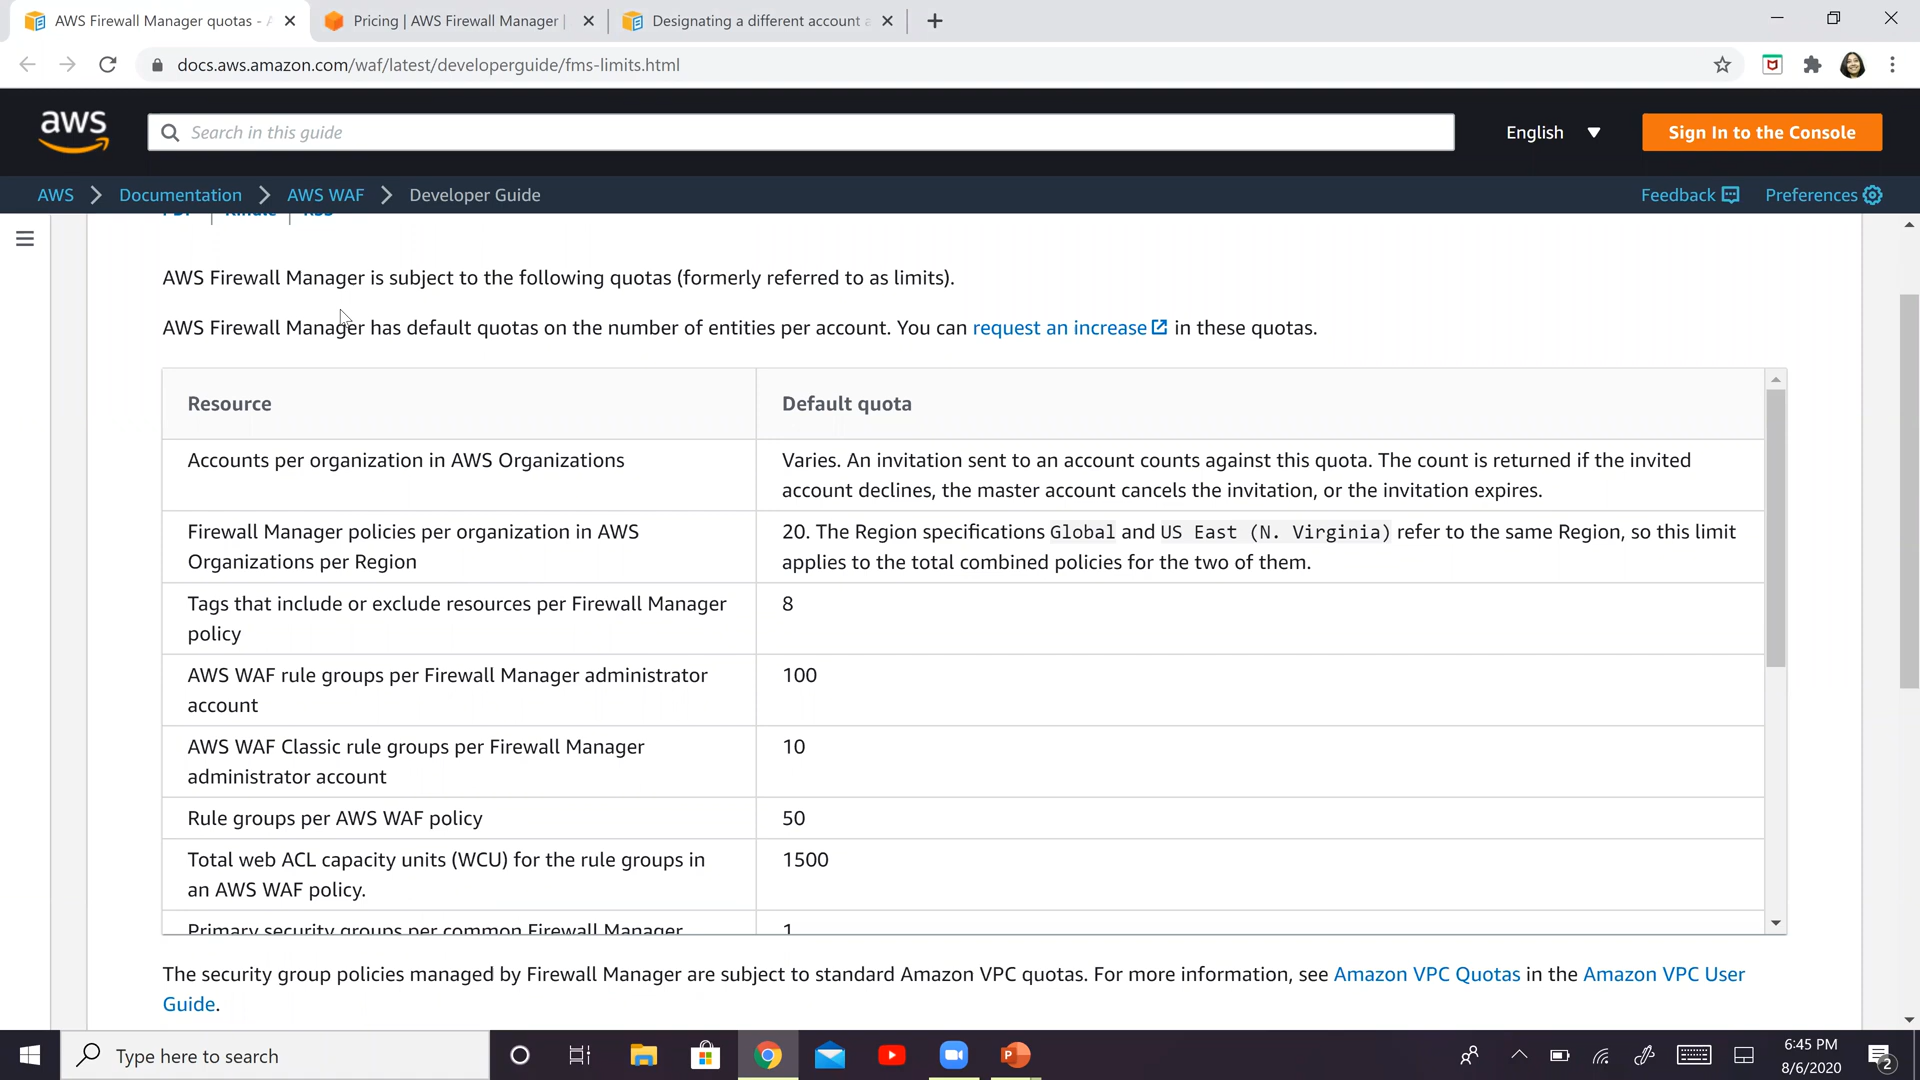 AWS Firewall Manager quotas - A
Pricing | AWS Firewall Manager |
Designating a different account a
docs.aws.amazon.com/waf/latest/developerguide/fms-limits.html
aws
Search in this guide
English
Sign In to the Console
AWS
Documentation
AWS WAF
Developer Guide
Feedback
Preferences
PDF | Kindle | RSS
AWS Firewall Manager is subject to the following quotas (formerly referred to as limits).
AWS Firewall Manager has default quotas on the number of entities per account. You can request an increase in these quotas.
Resource
Default quota
Accounts per organization in AWS Organizations
Varies. An invitation sent to an account counts against this quota. The count is returned if the invited
account declines, the master account cancels the invitation, or the invitation expires.
Firewall Manager policies per organization in AWS
Organizations per Region
20. The Region specifications Global and US East (N. Virginia) refer to the same Region, so this limit
applies to the total combined policies for the two of them.
Tags that include or exclude resources per Firewall Manager
policy
8
AWS WAF rule groups per Firewall Manager administrator
account
100
AWS WAF Classic rule groups per Firewall Manager
administrator account
10
Rule groups per AWS WAF policy
50
Total web ACL capacity units (WCU) for the rule groups in
an AWS WAF policy.
1500
Primary security groups per common Firewall Manager
1
The security group policies managed by Firewall Manager are subject to standard Amazon VPC quotas. For more information, see Amazon VPC Quotas in the Amazon VPC User
Guide.
Type here to search
6:45 PM
8/6/2020
2